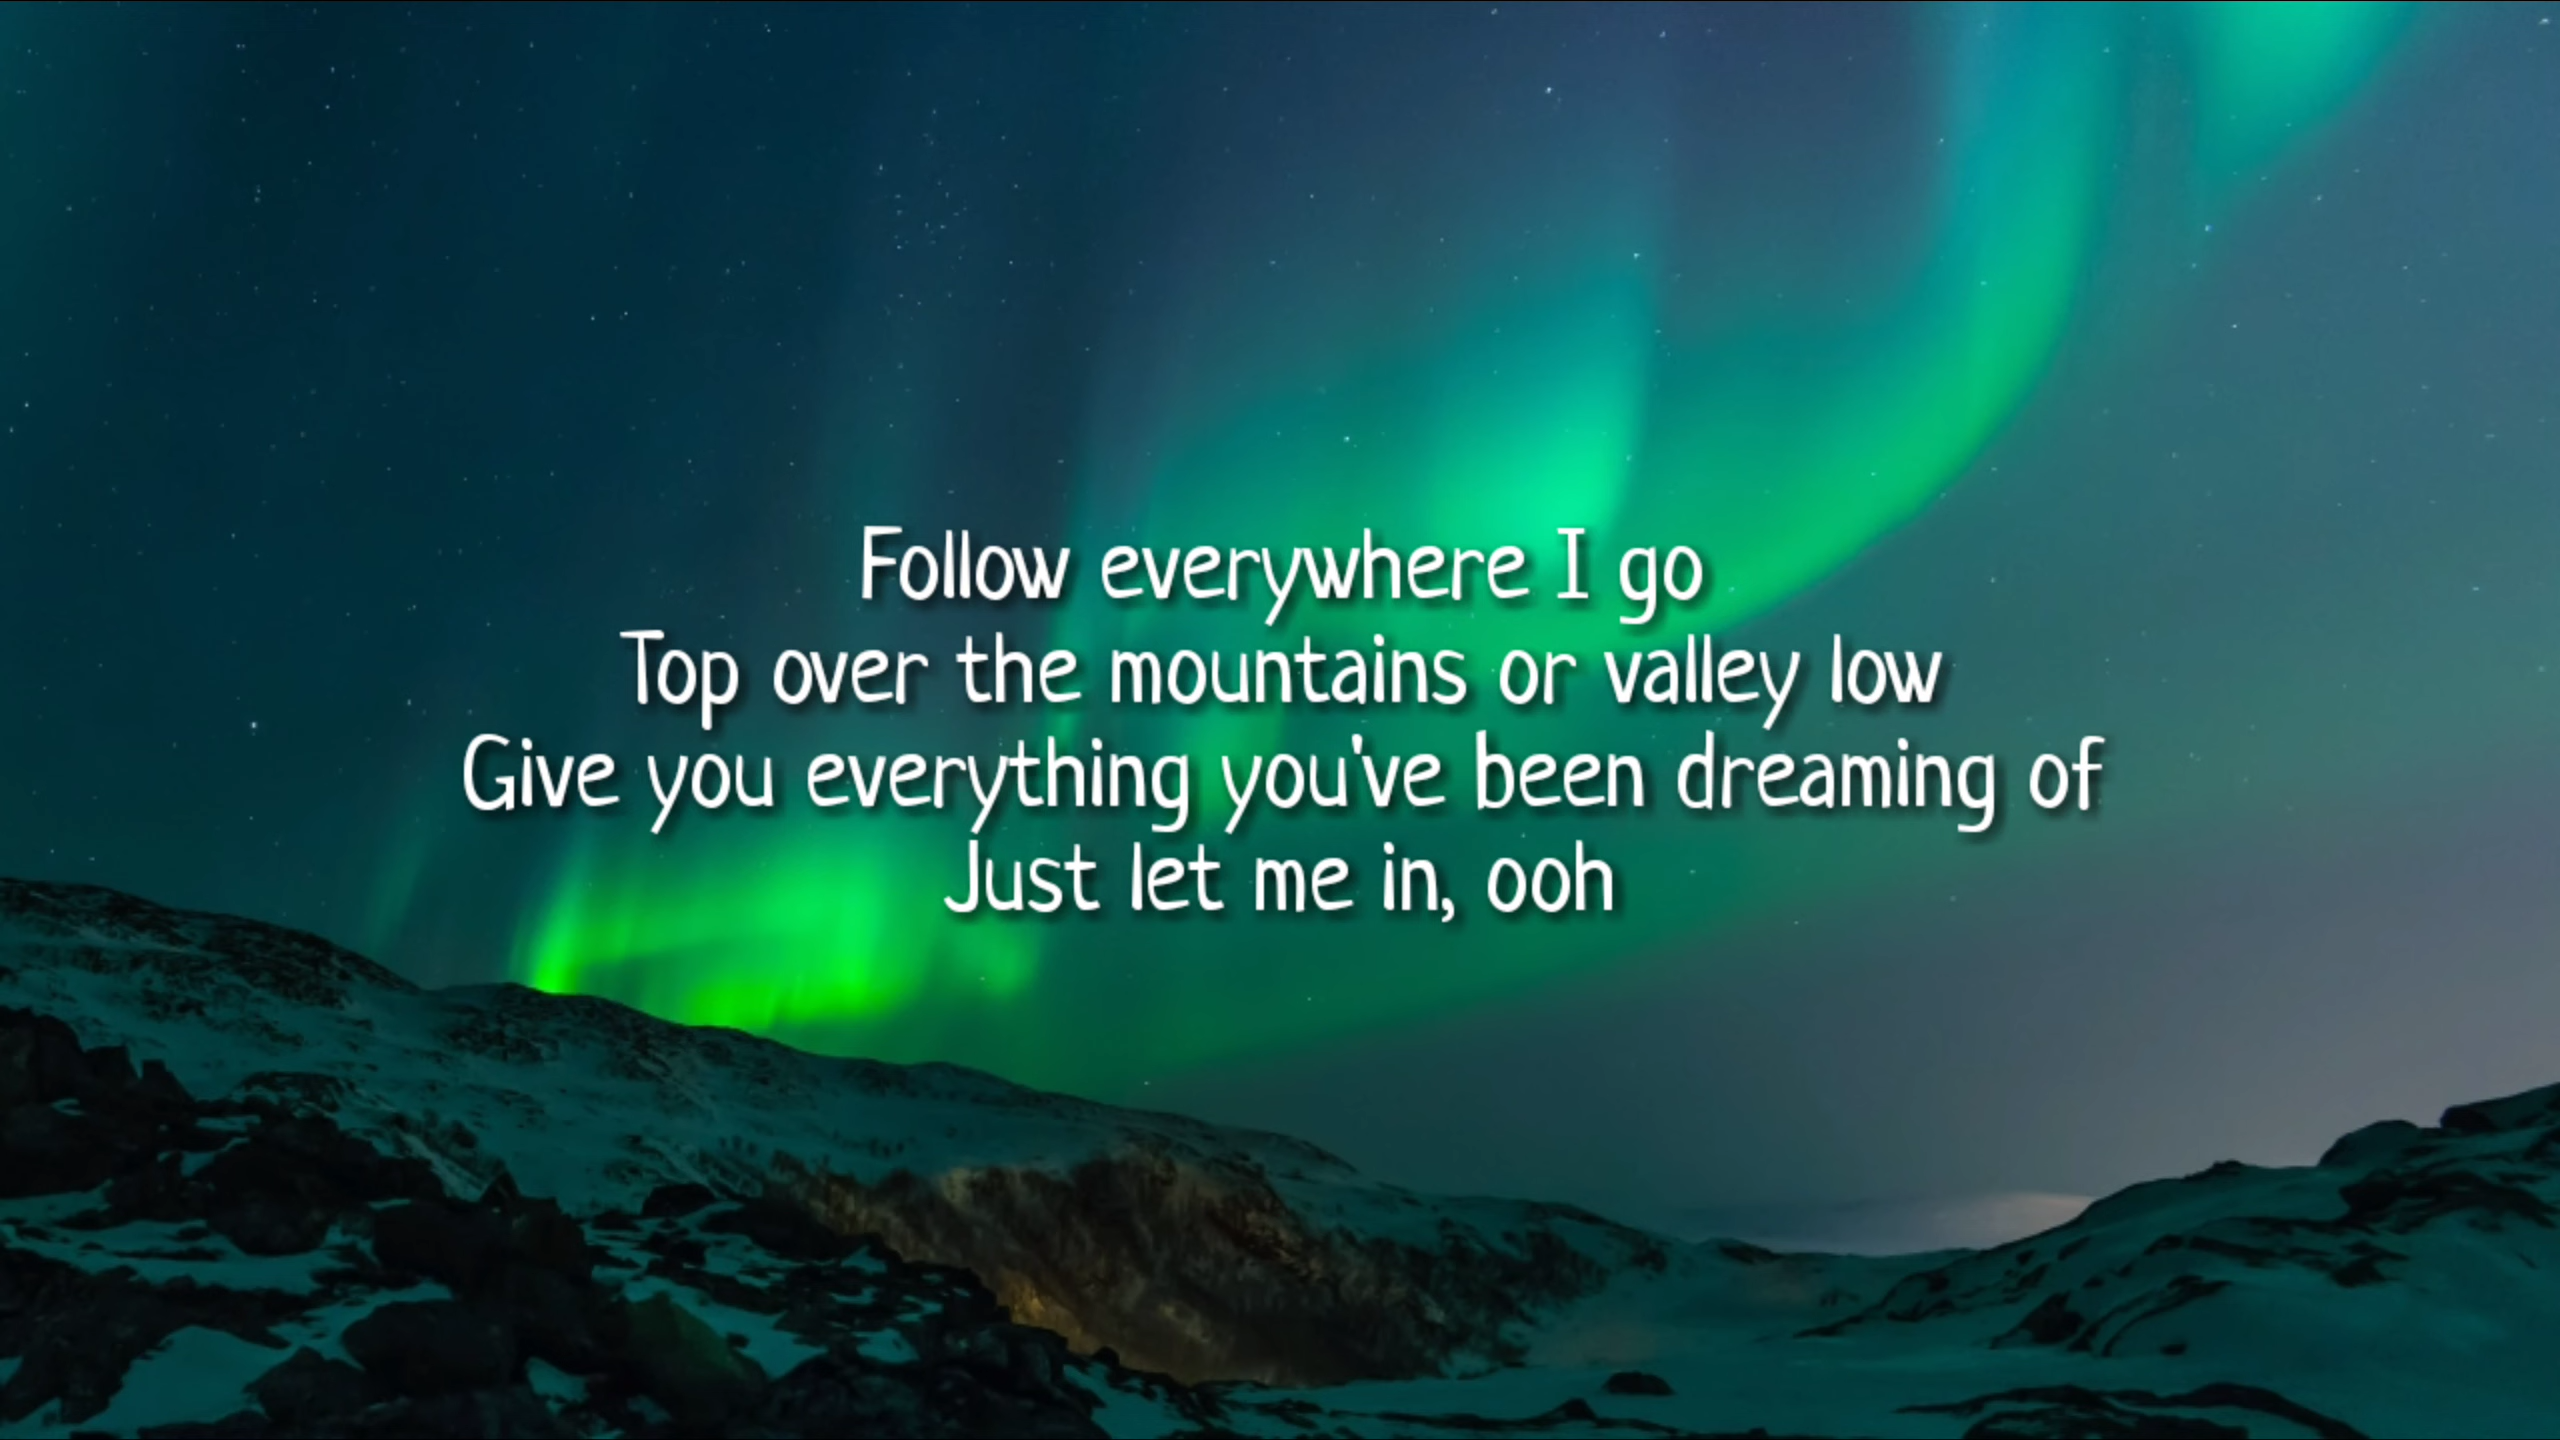 Follow everywhere I go
Top over the mountains or valley low
Give you everything you've been dreaming of
Just let me in, ooh